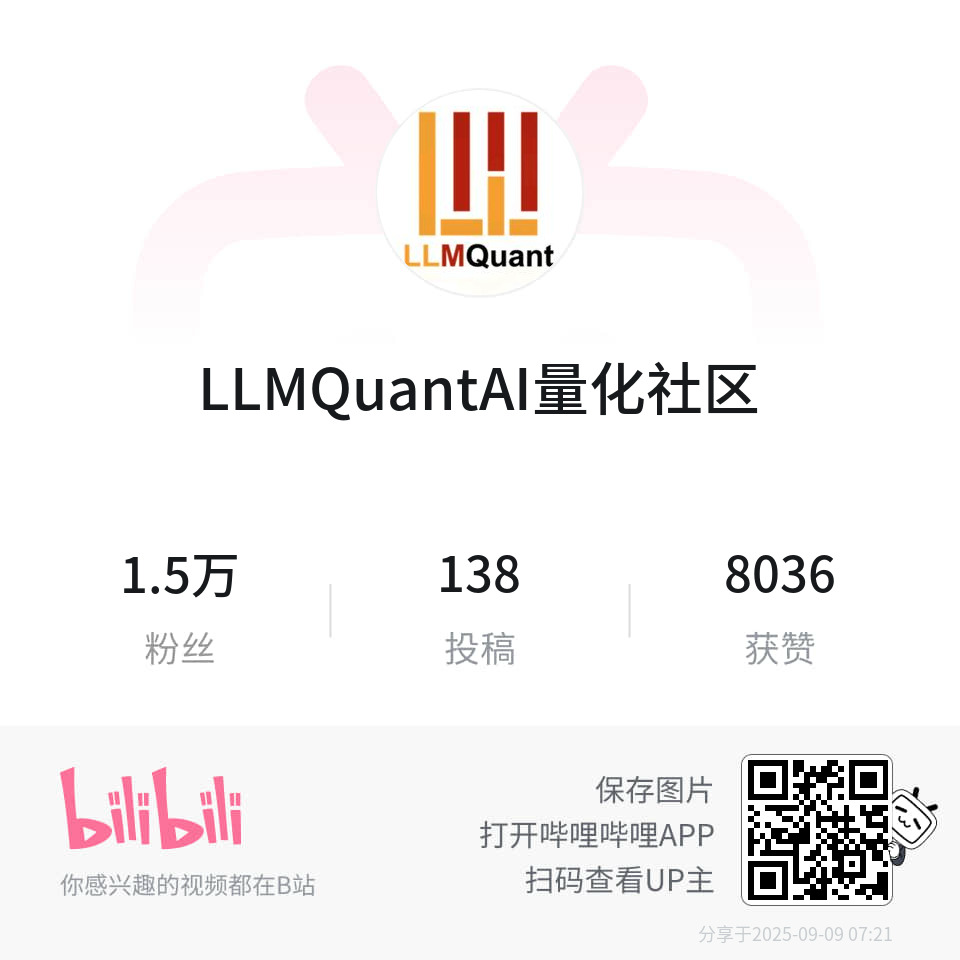 LLMQuant
LLMQuantAI量化社区
1.5万
138
8036
粉丝
投稿
获赞
bilibili
你感兴趣的视频都在B站
保存图片
打开哔哩哔哩APP
扫码查看UP主
分享于2025-09-09 07:21